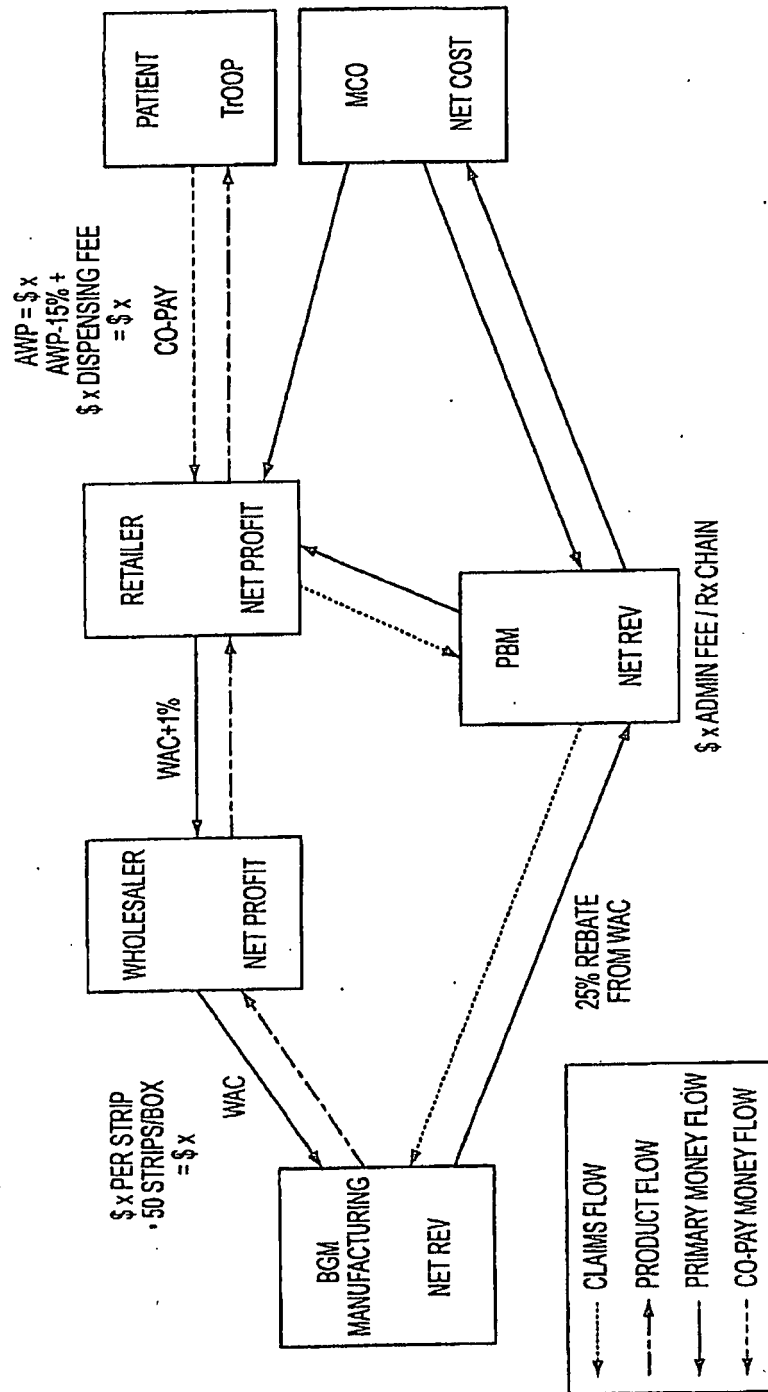 $ x PER STRIP
, 50 STRIPS/BOX
= $ x
WAC
BGM
MANUFACTURING
NET REV
WHOLESALER
NET PROFIT
WAC+1%
RETAILER
NET PROFIT
AWP = $ x
AWP-15% +
$ x DISPENSING FEE
= $ x
CO-PAY
PATIENT
TrOOP
MCO
NET COST
PBM
NET REV
$ x ADMIN FEE / Rx CHAIN
25% REBATE
FROM WAC
CLAIMS FLOW
PRODUCT FLOW
PRIMARY MONEY FLOW
CO-PAY MONEY FLOW